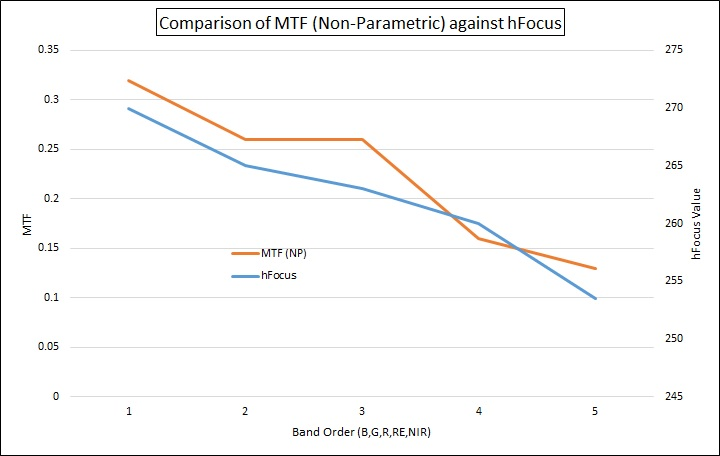 Comparison of MTF (Non-Parametric) against hFocus
0.35
0.3
0.25
0.2
0.15
0.1
0.05
0
MTF
275
270
265
260
255
250
245
hFocus Value
MTF (NP)
hFocus
1 2 3 4 5
Band Order (B,G,R,RE,NIR)